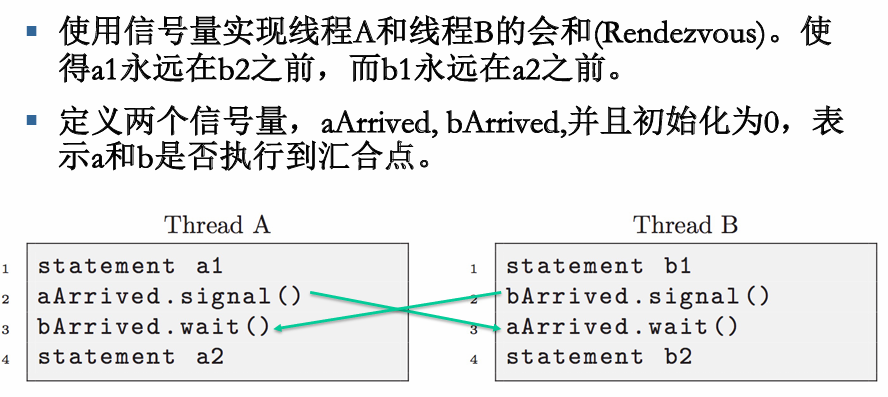 使用信号量实现线程A和线程B的会和(Rendezvous)。使
得a1永远在b2之前，而b1永远在a2之前。
定义两个信号量，aArrived, bArrived,并且初始化为0，表
示a和b是否执行到汇合点。
Thread A
1 statement a1
2 aArrived.signal()
3 bArrived.wait()
4 statement a2
Thread B
1 statement b1
2 bArrived.signal()
3 aArrived.wait()
4 statement b2